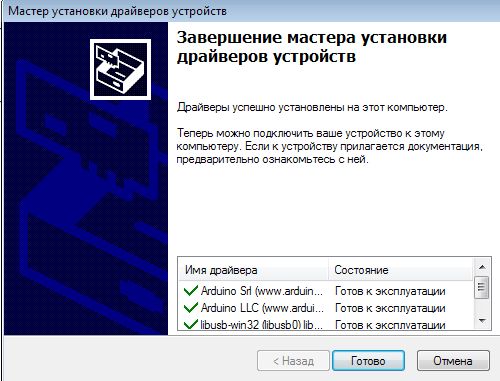 Мастер установки драйверов устройств
Завершение мастера установки
драйверов устройств
Драйверы успешно установлены на этот компьютер.
Теперь можно подключить ваше устройство к этому
компьютеру. Если к устройству прилагается документация,
предварительно ознакомьтесь с ней.
Имя драйвера Состояние
Arduino Srl (www.arduin... Готов к эксплуатации
Arduino LLC (www.arduin... Готов к эксплуатации
libusb-win32 (libusb0) lib... Готов к эксплуатации
< Назад Готово Отмена